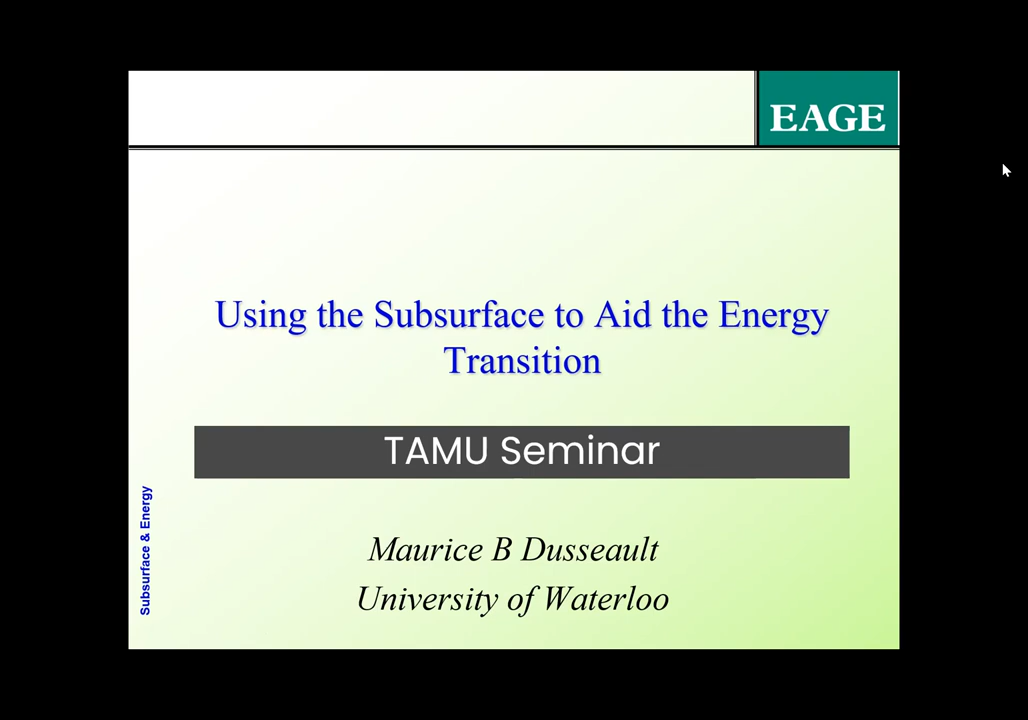 EAGE
Using the Subsurface to Aid the Energy
Transition
TAMU Seminar
Subsurface & Energy
Maurice B Dusseault
University of Waterloo